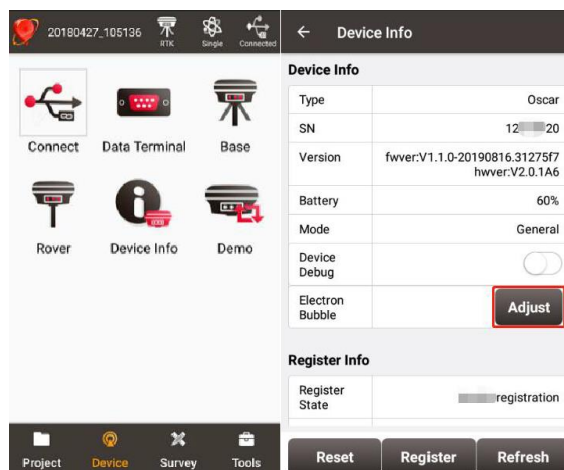 20180427_105136
RTK
Single
Connected
Connect
Data Terminal
Base
Rover
Device Info
Demo
Project
Device
Survey
Tools
Device Info
Device Info
Type Oscar
SN 12 20
Version fwver:V1.1.0-20190816.31275f7
hwver:V2.0.1A6
Battery 60%
Mode General
Device
Debug
Electron
Bubble
Adjust
Register Info
Register
State
registration
Reset
Register
Refresh